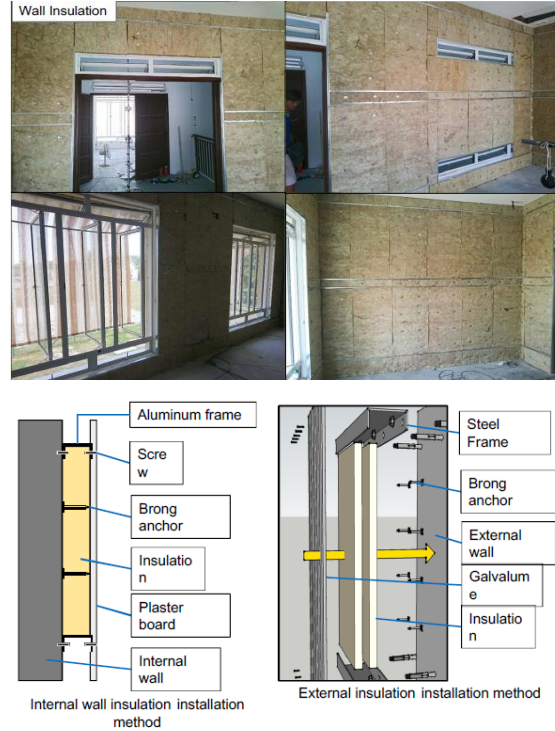 Wall Insulation
Aluminum frame
Scre
w
Brong
anchor
Insulatio
n
Plaster
board
Internal
wall
Internal wall insulation installation
method
Steel
Frame
Brong
anchor
External
wall
Galvalum
e
Insulatio
n
External insulation installation method